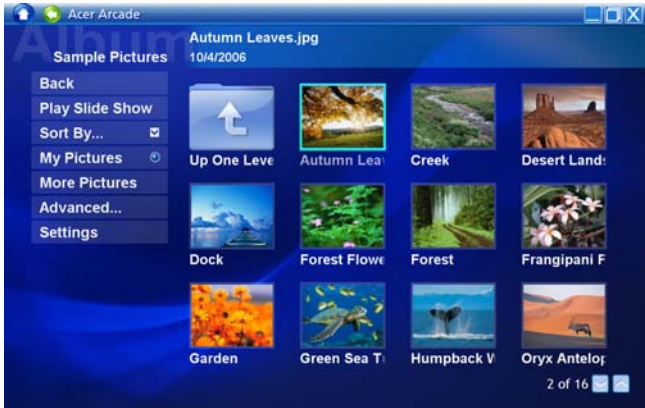 Acer Arcade
Album
Autumn Leaves.jpg
10/4/2006
Sample Pictures
Back
Play Slide Show
Sort By...
My Pictures
More Pictures
Advanced...
Settings
Up One Leve
Autumn Leav
Creek
Desert Lands
Dock
Forest Flowe
Forest
Frangipani F
Garden
Green Sea T
Humpback W
Oryx Antelop
2 of 16